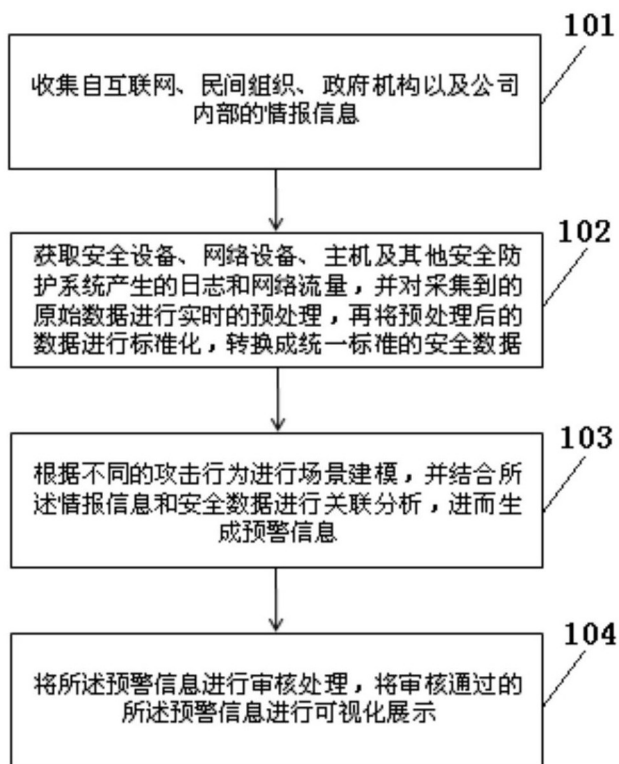 101
收集自互联网、民间组织、政府机构以及公司
内部的情报信息
102
获取安全设备、网络设备、主机及其他安全防
护系统产生的日志和网络流量，并对采集到的
原始数据进行实时的预处理，再将预处理后的
数据进行标准化，转换成统一标准的安全数据
103
根据不同的攻击行为进行场景建模，并结合所
述情报信息和安全数据进行关联分析，进而生
成预警信息
104
将所述预警信息进行审核处理，将审核通过的
所述预警信息进行可视化展示